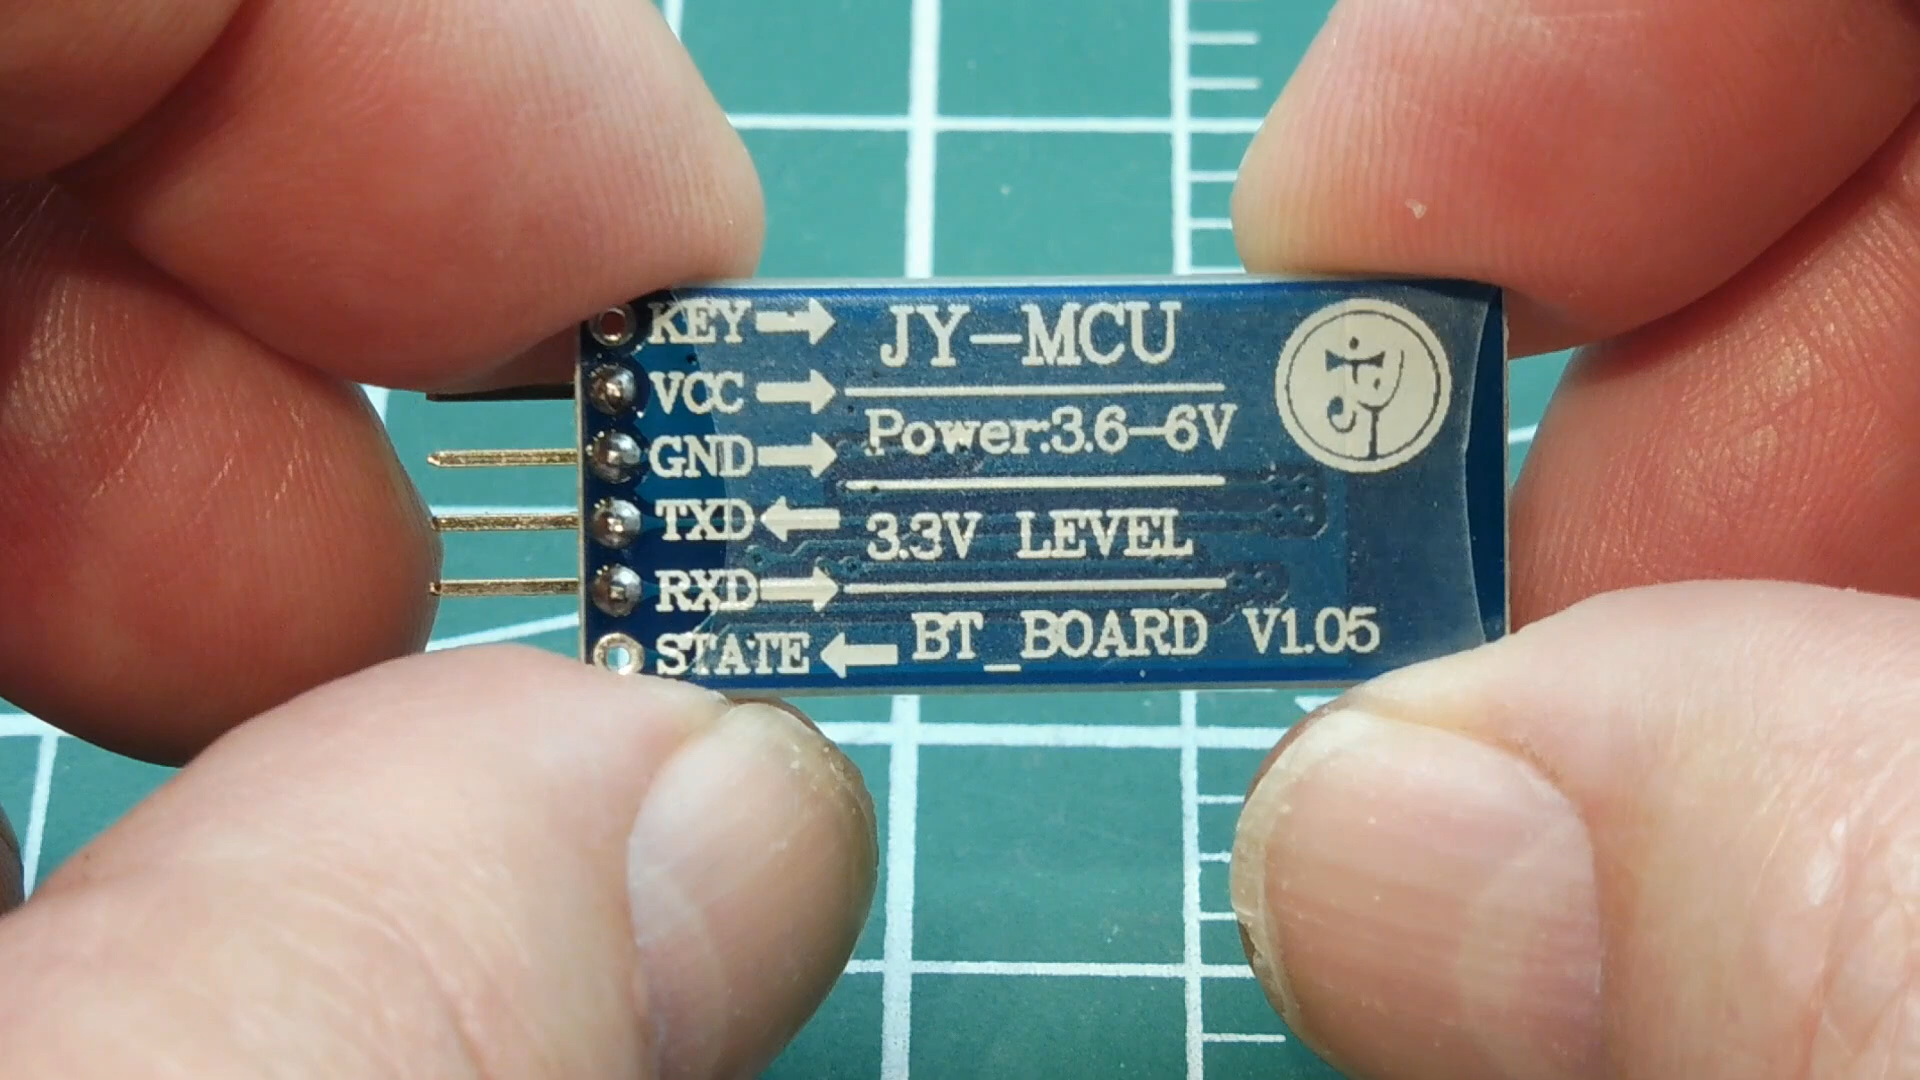 KEY → JY-MCU
VCC →
Power:3.6-6V
GND →
TXD ← 3.3V LEVEL
RXD →
STATE ← BT_BOARD V1.05